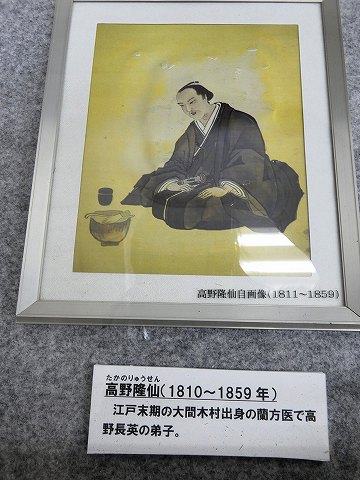 高野隆仙自画像(1811～1859)
たかのりゅうせん
高野隆仙(1810～1859年)
江戸末期の大間木村出身の蘭方医で高
野長英の弟子。